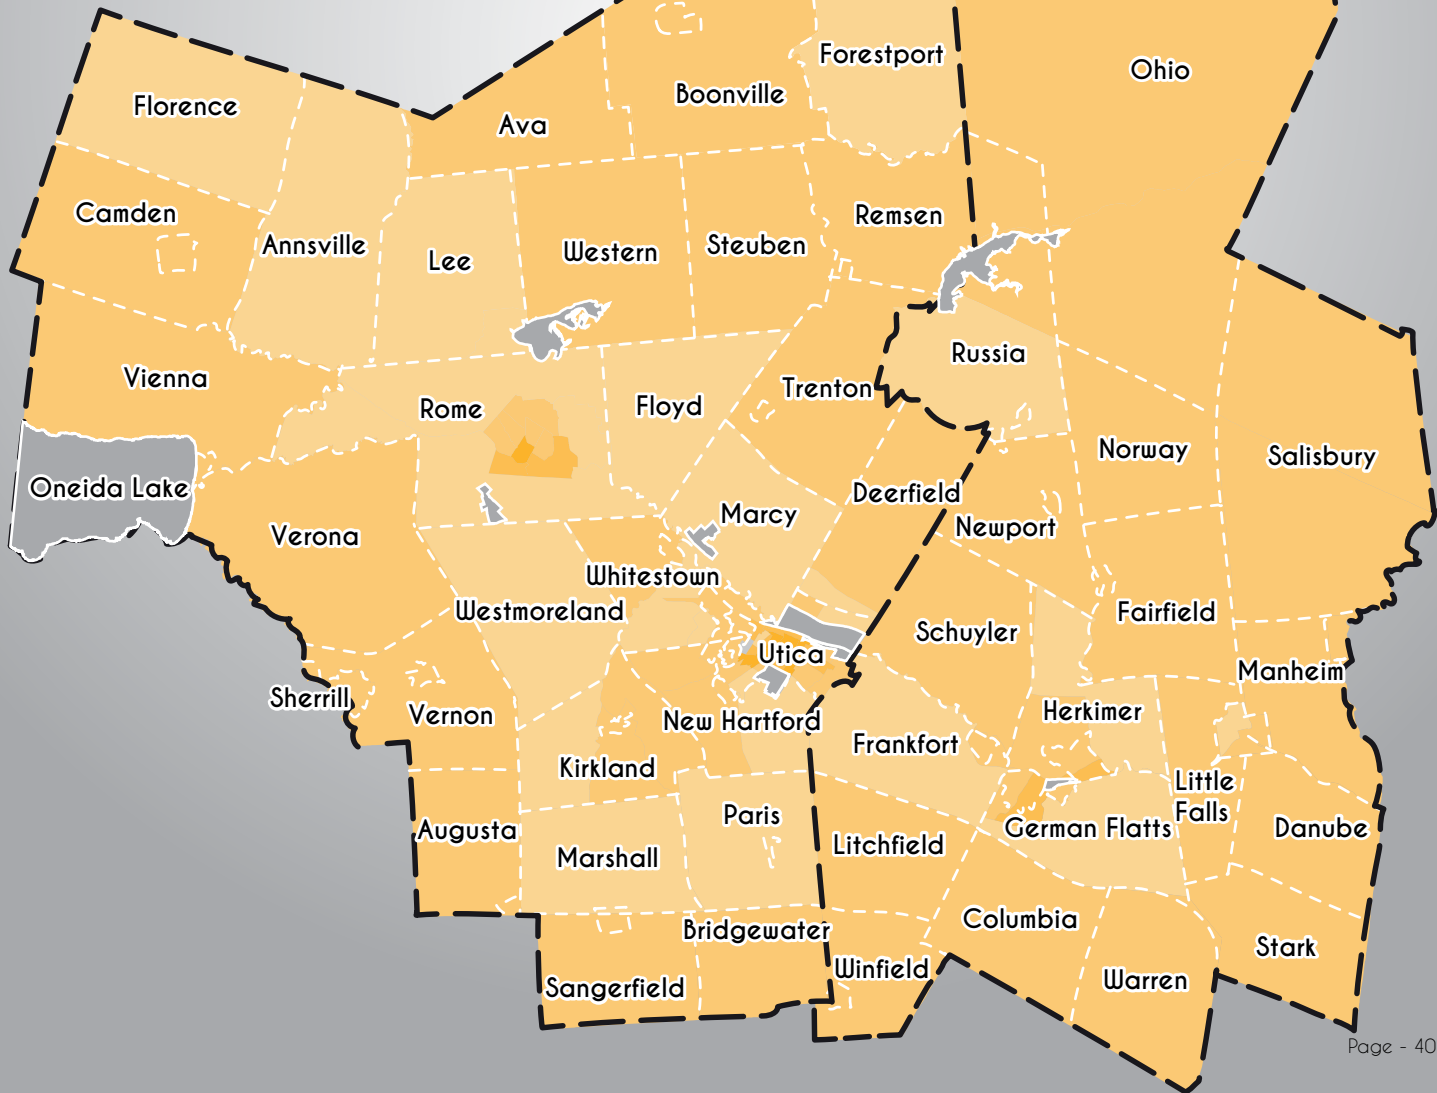 Forestport
Ohio
Boonville
Florence
Ava
Camden
Remsen
Annsville
Lee
Western
Steuben
Russia
Vienna
Trenton
Rome
Floyd
Norway
Salisbury
Oneida Lake
Deerfield
Marcy
Newport
Verona
Whitestown
Westmoreland
Fairfield
Schuyler
Utica
Manheim
Sherrill
Vernon
New Hartford
Herkimer
Frankfort
Kirkland
Little
Falls
Paris
Augusta
German Flatts
Danube
Litchfield
Marshall
Columbia
Bridgewater
Stark
Winfield
Warren
Sangerfield
Page - 40